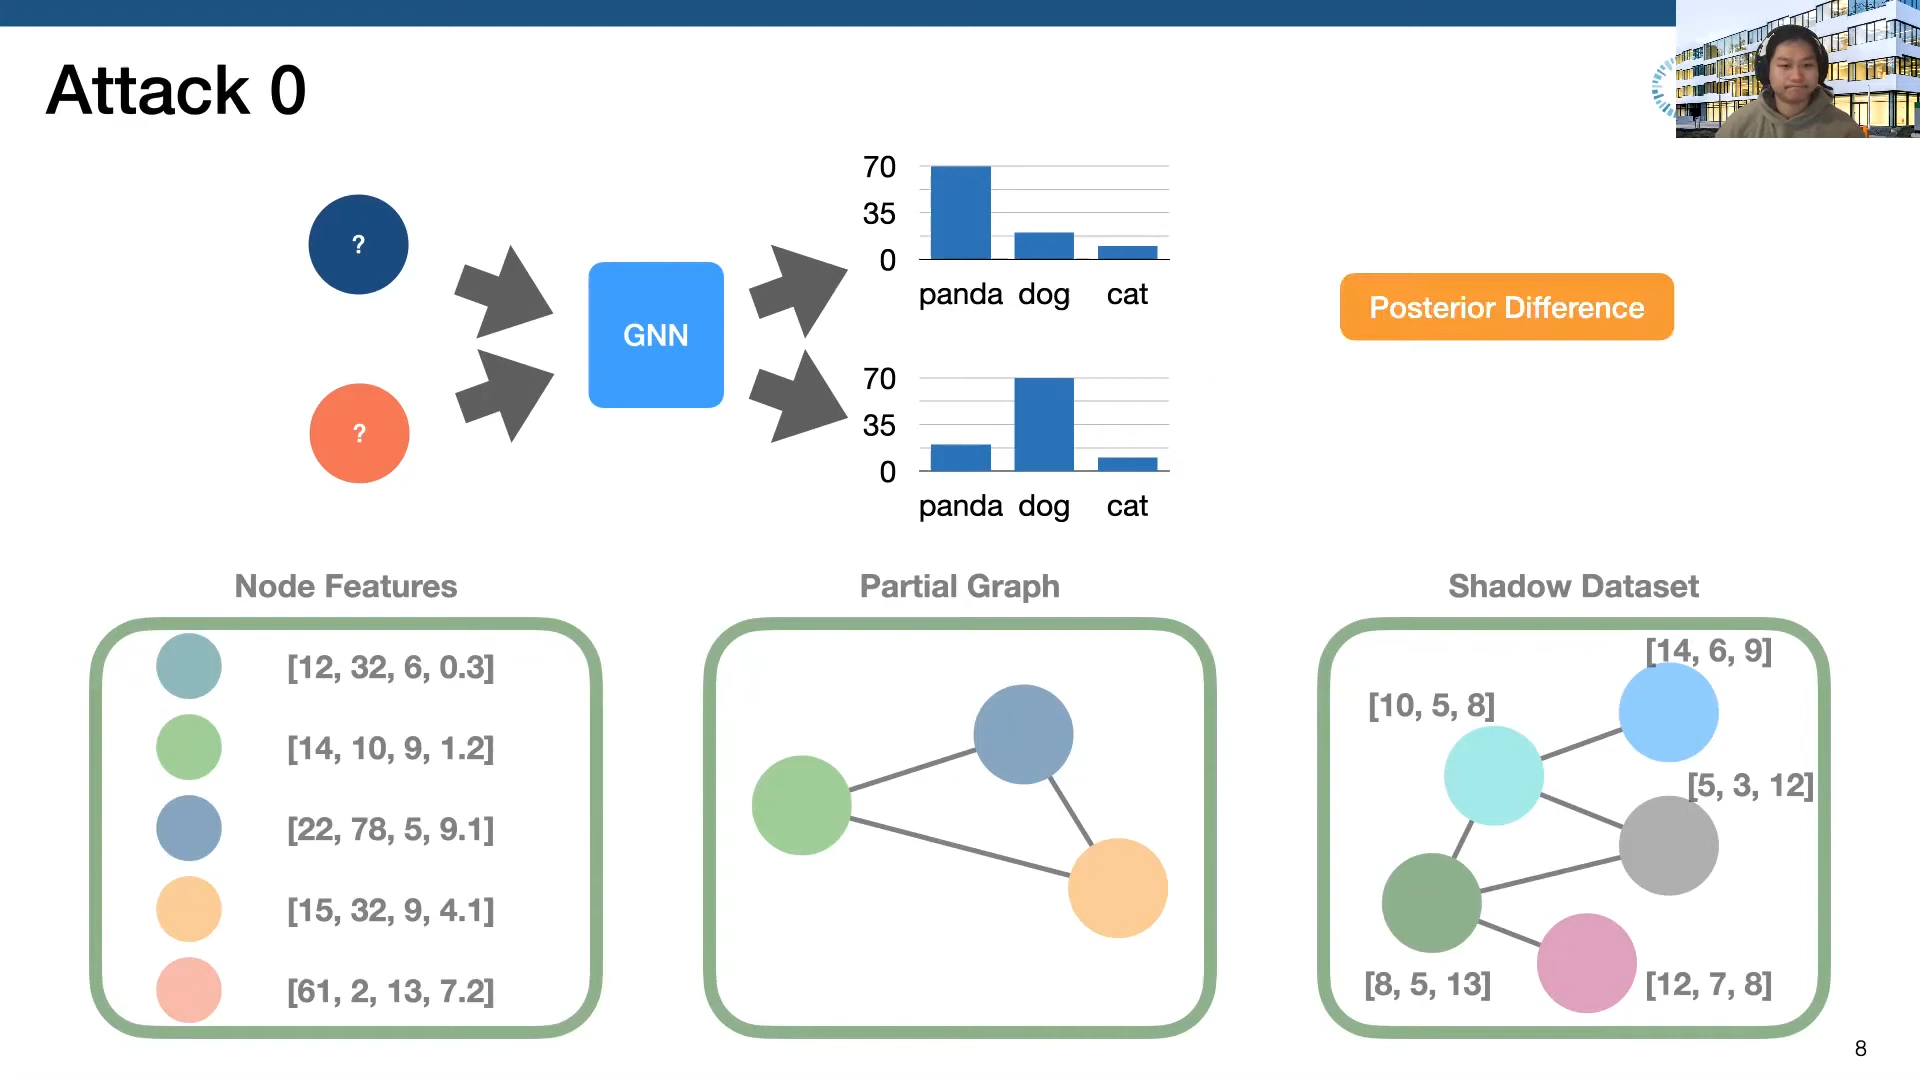 Attack 0
?
?
GNN
70
35
0
panda dog cat
70
35
0
panda dog cat
Posterior Difference
Node Features
[12, 32, 6, 0.3]
[14, 10, 9, 1.2]
[22, 78, 5, 9.1]
[15, 32, 9, 4.1]
[61, 2, 13, 7.2]
Partial Graph
Shadow Dataset
[14, 6, 9]
[10, 5, 8]
[5, 3, 12]
[8, 5, 13]
[12, 7, 8]
8